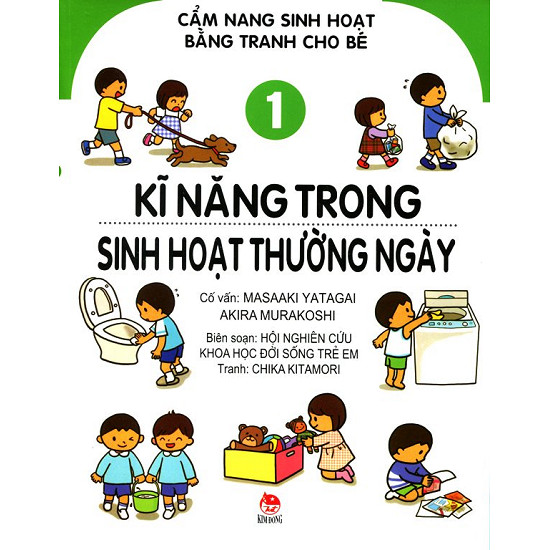 CẨM NANG SINH HOẠT
BẰNG TRANH CHO BÉ
1
KĨ NĂNG TRONG
SINH HOẠT THƯỜNG NGÀY
Cố vấn: MASAAKI YATAGAI
AKIRA MURAKOSHI
Biên soạn: HỘI NGHIÊN CỨU
KHOA HỌC ĐỜI SỐNG TRẺ EM
Tranh: CHIKA KITAMORI
KIM ĐỒNG